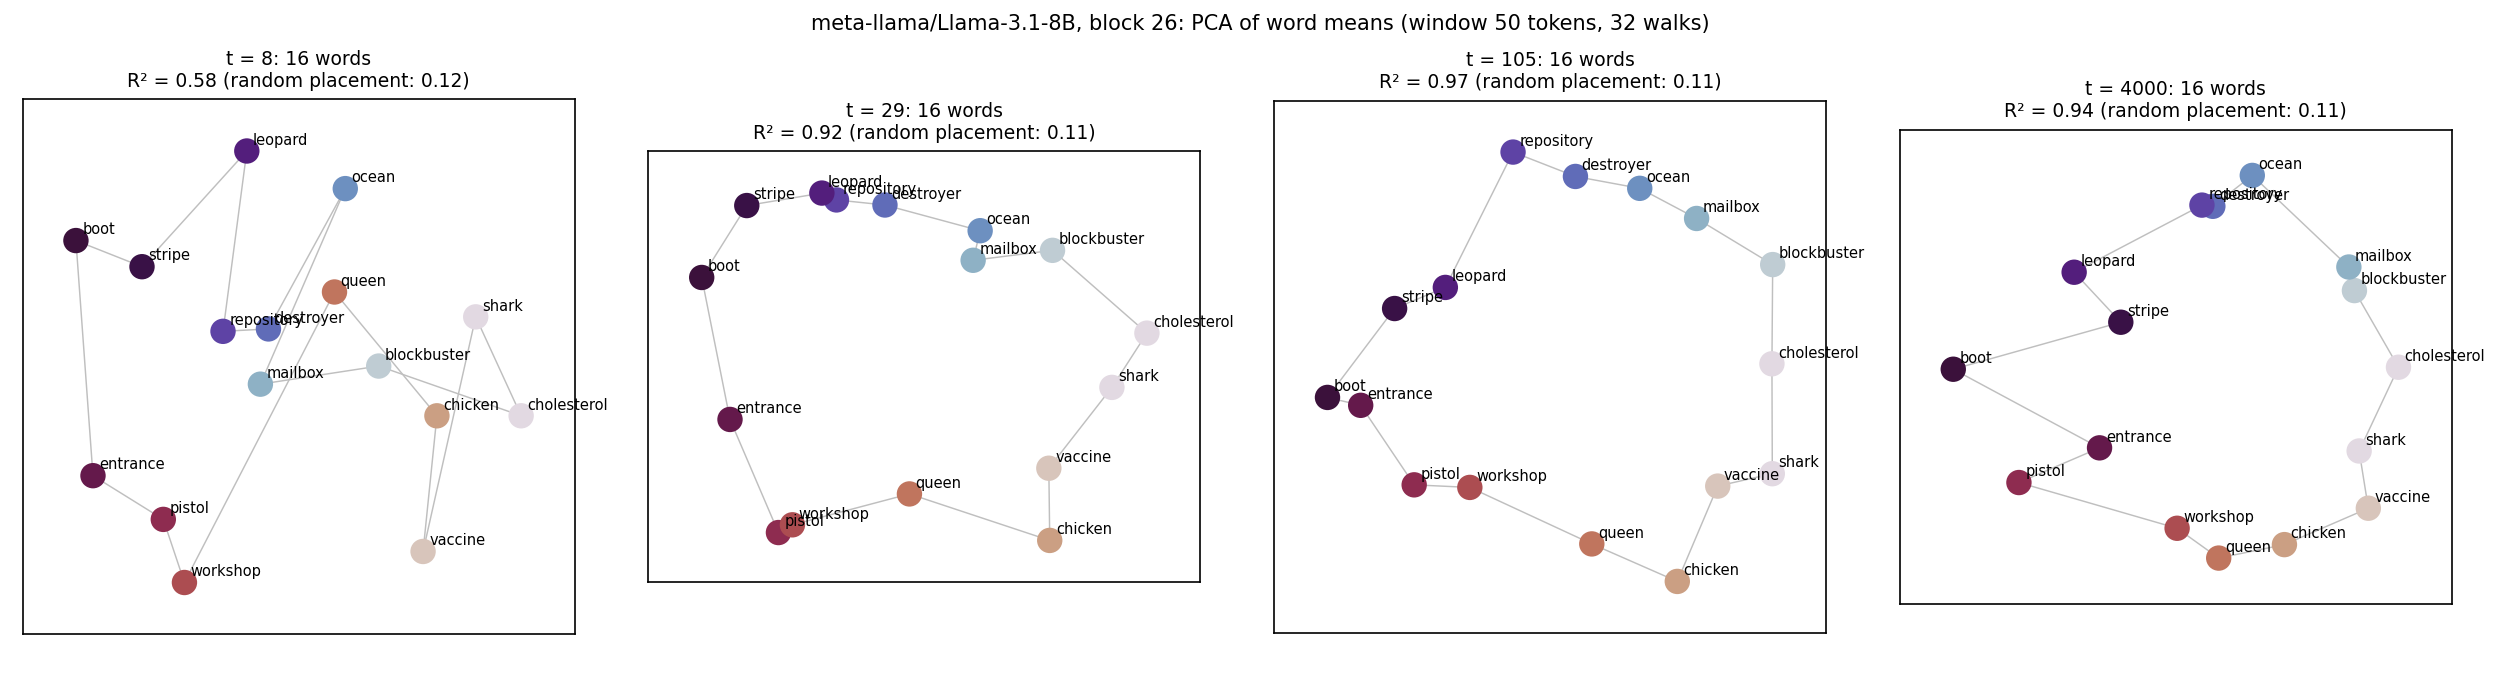 meta-llama/Llama-3.1-8B, block 26: PCA of word means (window 50 tokens, 32 walks)
t = 8: 16 words
R² = 0.58 (random placement: 0.12)
leopard
ocean
boot
stripe
queen
shark
repository
destroyer
blockbuster
mailbox
chicken
cholesterol
entrance
pistol
vaccine
workshop
t = 29: 16 words
R² = 0.92 (random placement: 0.11)
leopard
stripe
repository
destroyer
ocean
blockbuster
mailbox
boot
cholesterol
shark
entrance
vaccine
queen
workshop
pistol
chicken
t = 105: 16 words
R² = 0.97 (random placement: 0.11)
repository
destroyer
ocean
mailbox
blockbuster
leopard
stripe
cholesterol
boot
entrance
shark
pistol
workshop
vaccine
queen
chicken
t = 4000: 16 words
R² = 0.94 (random placement: 0.11)
ocean
repository
destroyer
mailbox
leopard
blockbuster
stripe
boot
cholesterol
entrance
shark
pistol
vaccine
workshop
chicken
queen